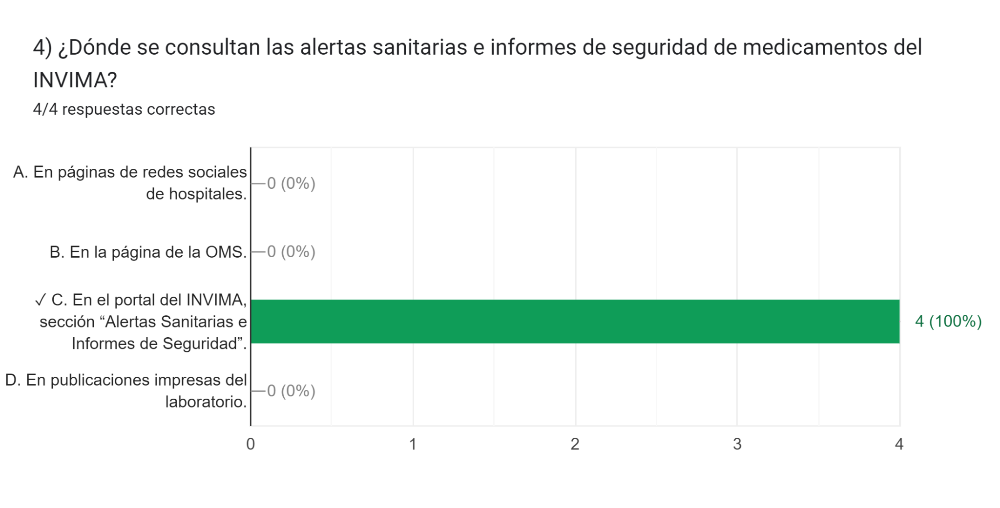 4) ¿Dónde se consultan las alertas sanitarias e informes de seguridad de medicamentos del
INVIMA?
4/4 respuestas correctas
A. En páginas de redes sociales
de hospitales.
0 (0%)
B. En la página de la OMS.
0 (0%)
✓ C. En el portal del INVIMA,
sección “Alertas Sanitarias e
Informes de Seguridad”.
4 (100%)
D. En publicaciones impresas del
laboratorio.
0 (0%)
0 1 2 3 4